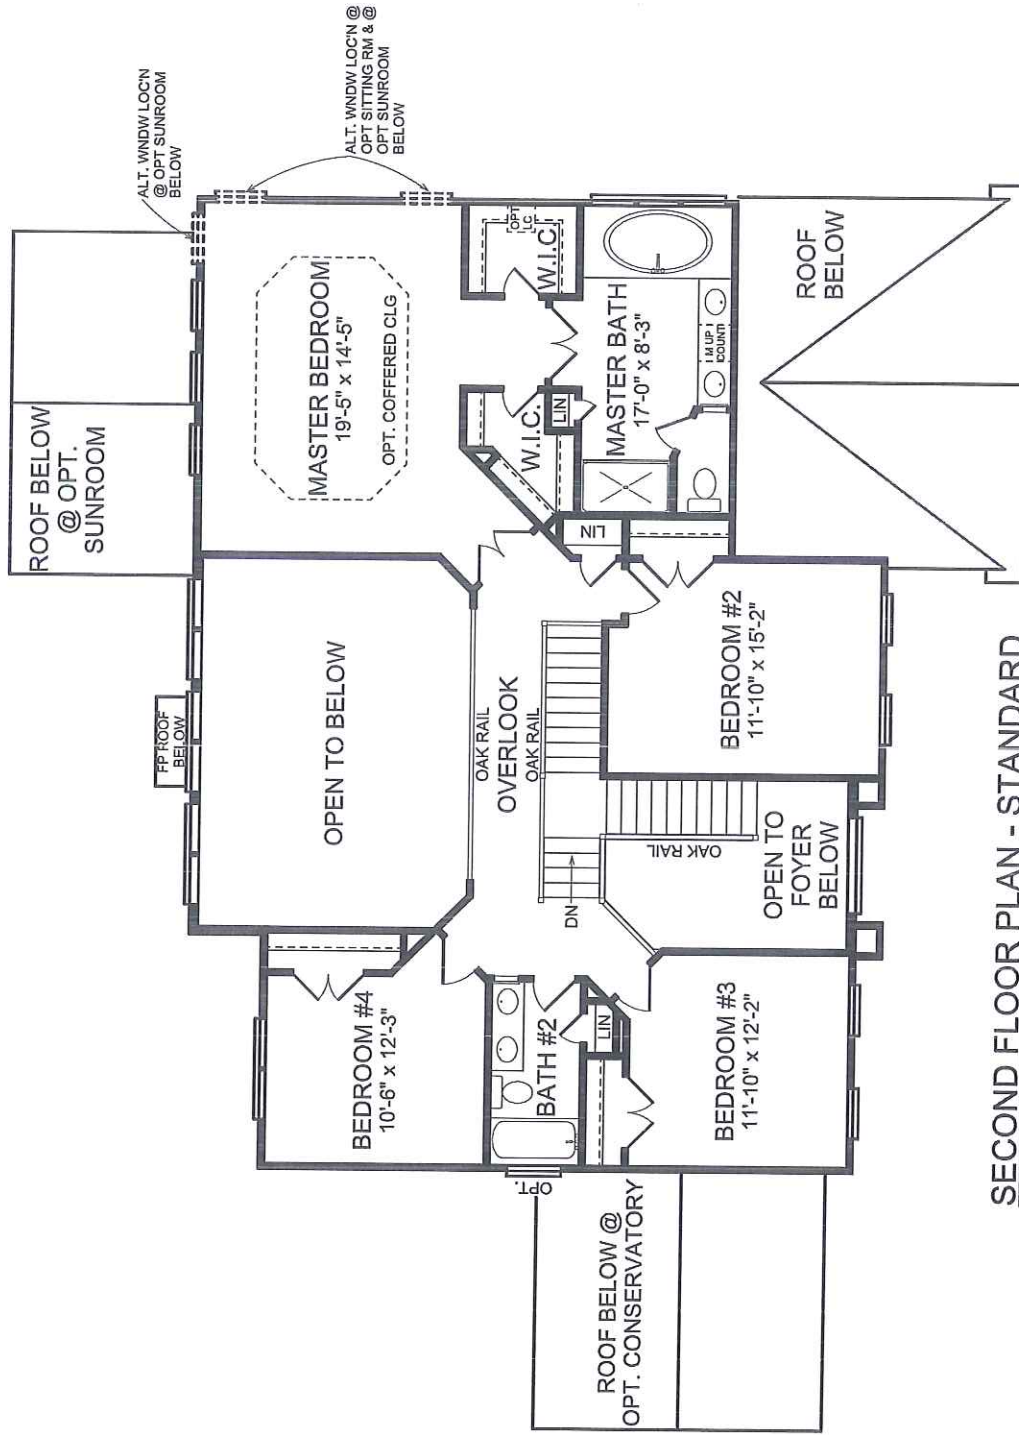 ALT. WNDW LOC'N
@ OPT SUNROOM
BELOW
ALT. WNDW LOC'N @
OPT SITTING RM & @
OPT SUNROOM
BELOW
ROOF BELOW
@ OPT.
SUNROOM
FP ROOF
BELOW
MASTER BEDROOM
19'-5" x 14'-5"
OPT. COFFERED CLG
OPEN TO BELOW
BEDROOM #4
10'-6" x 12'-3"
OPT
LC
W.I.C.
W.I.C.
LIN
MASTER BATH
17'-0" x 8'-3"
M UP
COUNT
LIN
OAK RAIL
OVERLOOK
OAK RAIL
DN
BATH #2
LIN
OPT.
BEDROOM #2
11'-10" x 15'-2"
OAK RAIL
OPEN TO
FOYER
BELOW
BEDROOM #3
11'-10" x 12'-2"
ROOF
BELOW
ROOF BELOW @
OPT. CONSERVATORY
SECOND FLOOR PLAN - STANDARD